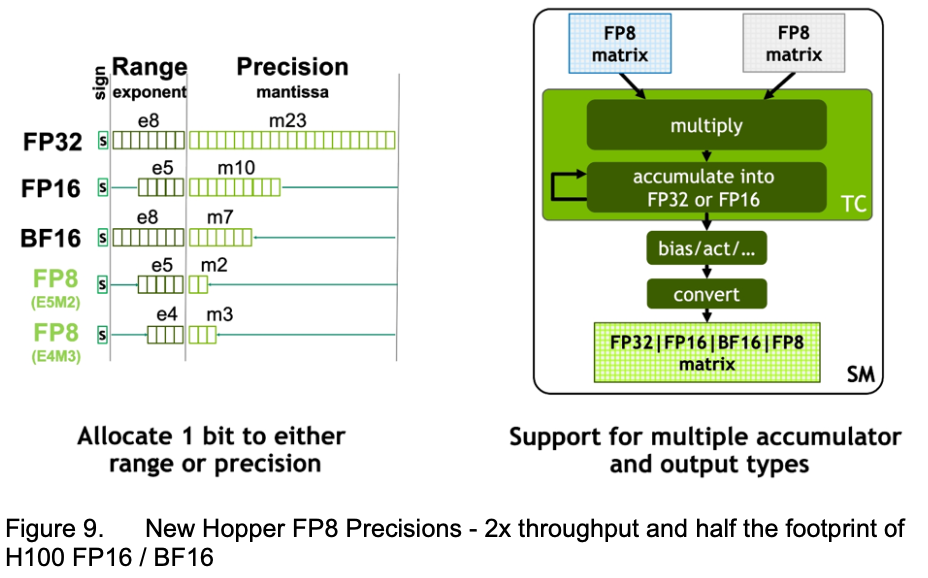 sign
Range
exponent
Precision
mantissa
FP32
s
e8
m23
FP16
s
e5
m10
BF16
s
e8
m7
FP8
(E5M2)
s
e5
m2
FP8
(E4M3)
s
e4
m3
Allocate 1 bit to either
range or precision
FP8
matrix
FP8
matrix
multiply
accumulate into
FP32 or FP16
TC
bias/act/...
convert
FP32|FP16|BF16|FP8
matrix
SM
Support for multiple accumulator
and output types
Figure 9. New Hopper FP8 Precisions - 2x throughput and half the footprint of
H100 FP16 / BF16